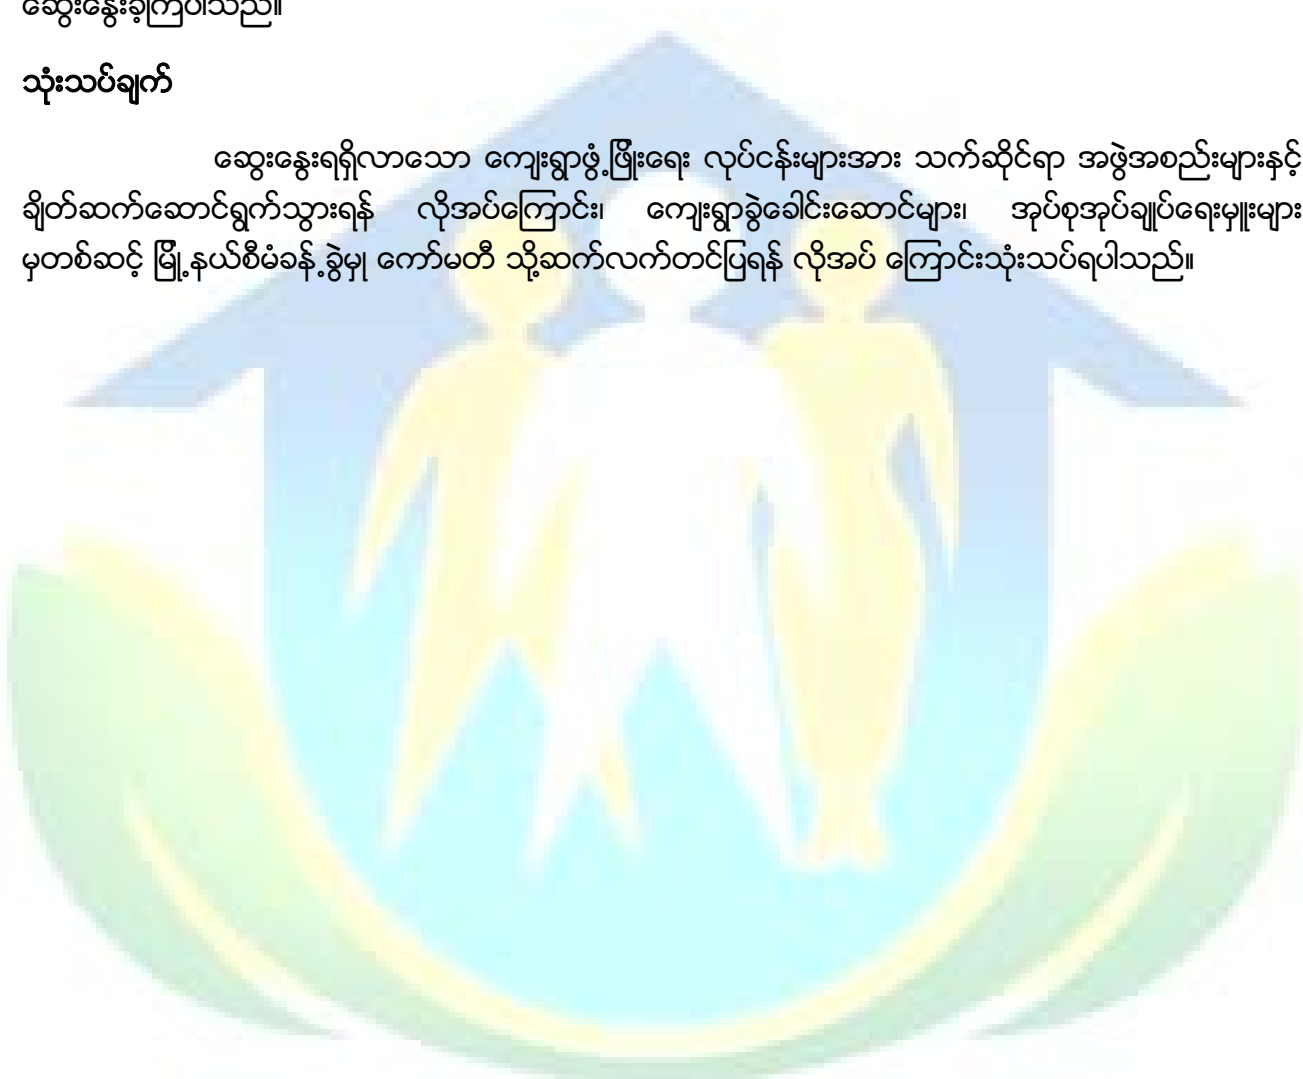 ဆွေးနွေးခဲ့ကြပါသည်။
သုံးသပ်ချက်
ဆွေးနွေးရရှိလာသော ကျေးရွာဖွံ့ဖြိုးရေး လုပ်ငန်းများအား သက်ဆိုင်ရာ အဖွဲအစည်းများနှင့်
ချိတ်ဆက်ဆောင်ရွက်သွားရန် လိုအပ်ကြောင်း၊ ကျေးရွာခွဲခေါင်းဆောင်များ၊ အုပ်စုအုပ်ချုပ်ရေးမှူးများ
မှတစ်ဆင့် မြို့နယ်စီမံခန့်ခွဲမှု ကော်မတီ သို့ဆက်လက်တင်ပြရန် လိုအပ် ကြောင်းသုံးသပ်ရပါသည်။